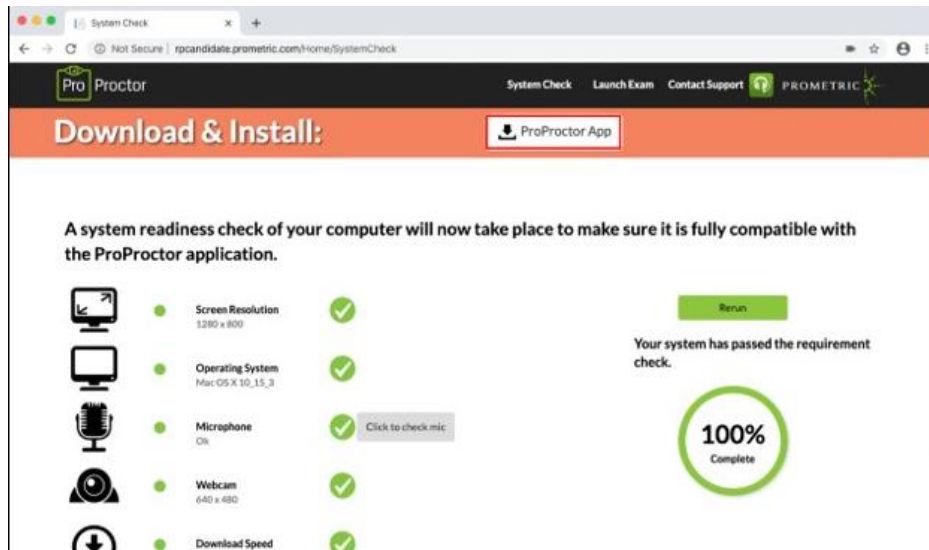 System Check
Not Secure | rpcandidate.prometric.com/Home/SystemCheck
Pro Proctor
System Check Launch Exam Contact Support PROMETRIC
Download & Install: ProProctor App
A system readiness check of your computer will now take place to make sure it is fully compatible with
the ProProctor application.
Screen Resolution
1280 x 800
Operating System
Mac OS X 10_15_3
Microphone
Ok
Click to check mic
Webcam
640 x 480
Download Speed
Rerun
Your system has passed the requirement
check.
100%
Complete